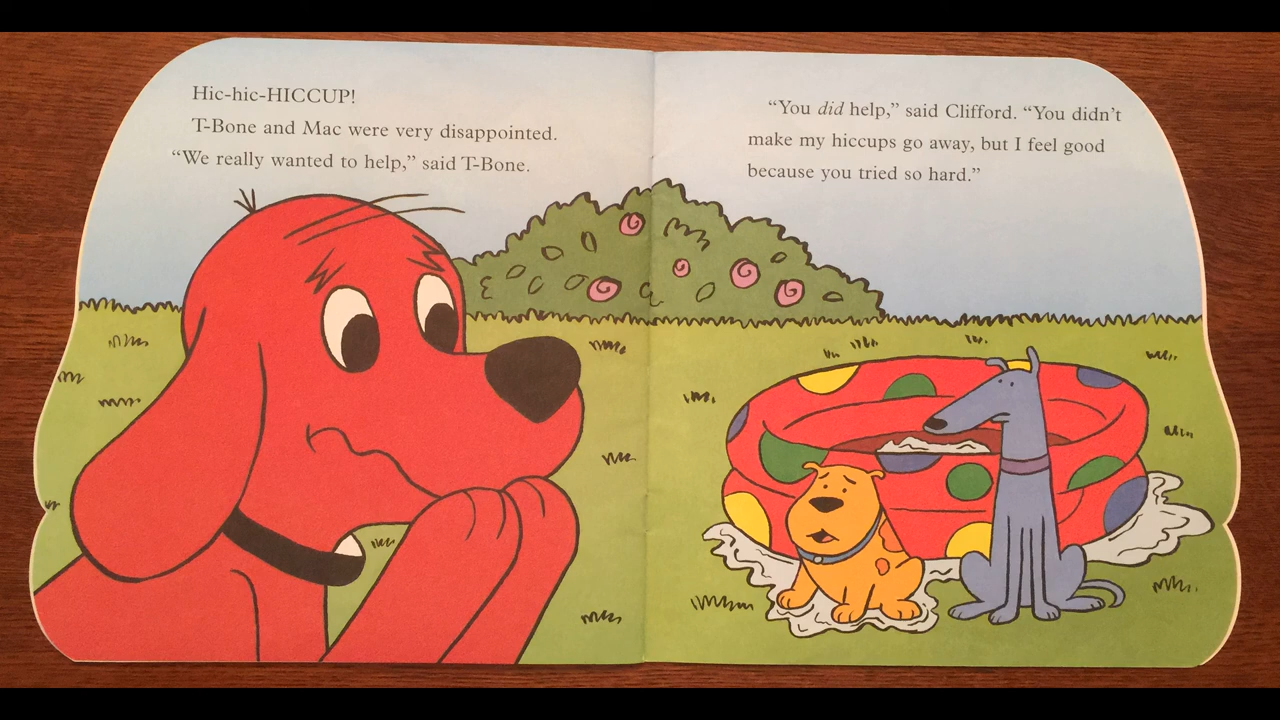 Hic-hic-HICCUP!
T-Bone and Mac were very disappointed.
“We really wanted to help,” said T-Bone.
“You did help,” said Clifford. “You didn’t
make my hiccups go away, but I feel good
because you tried so hard.”